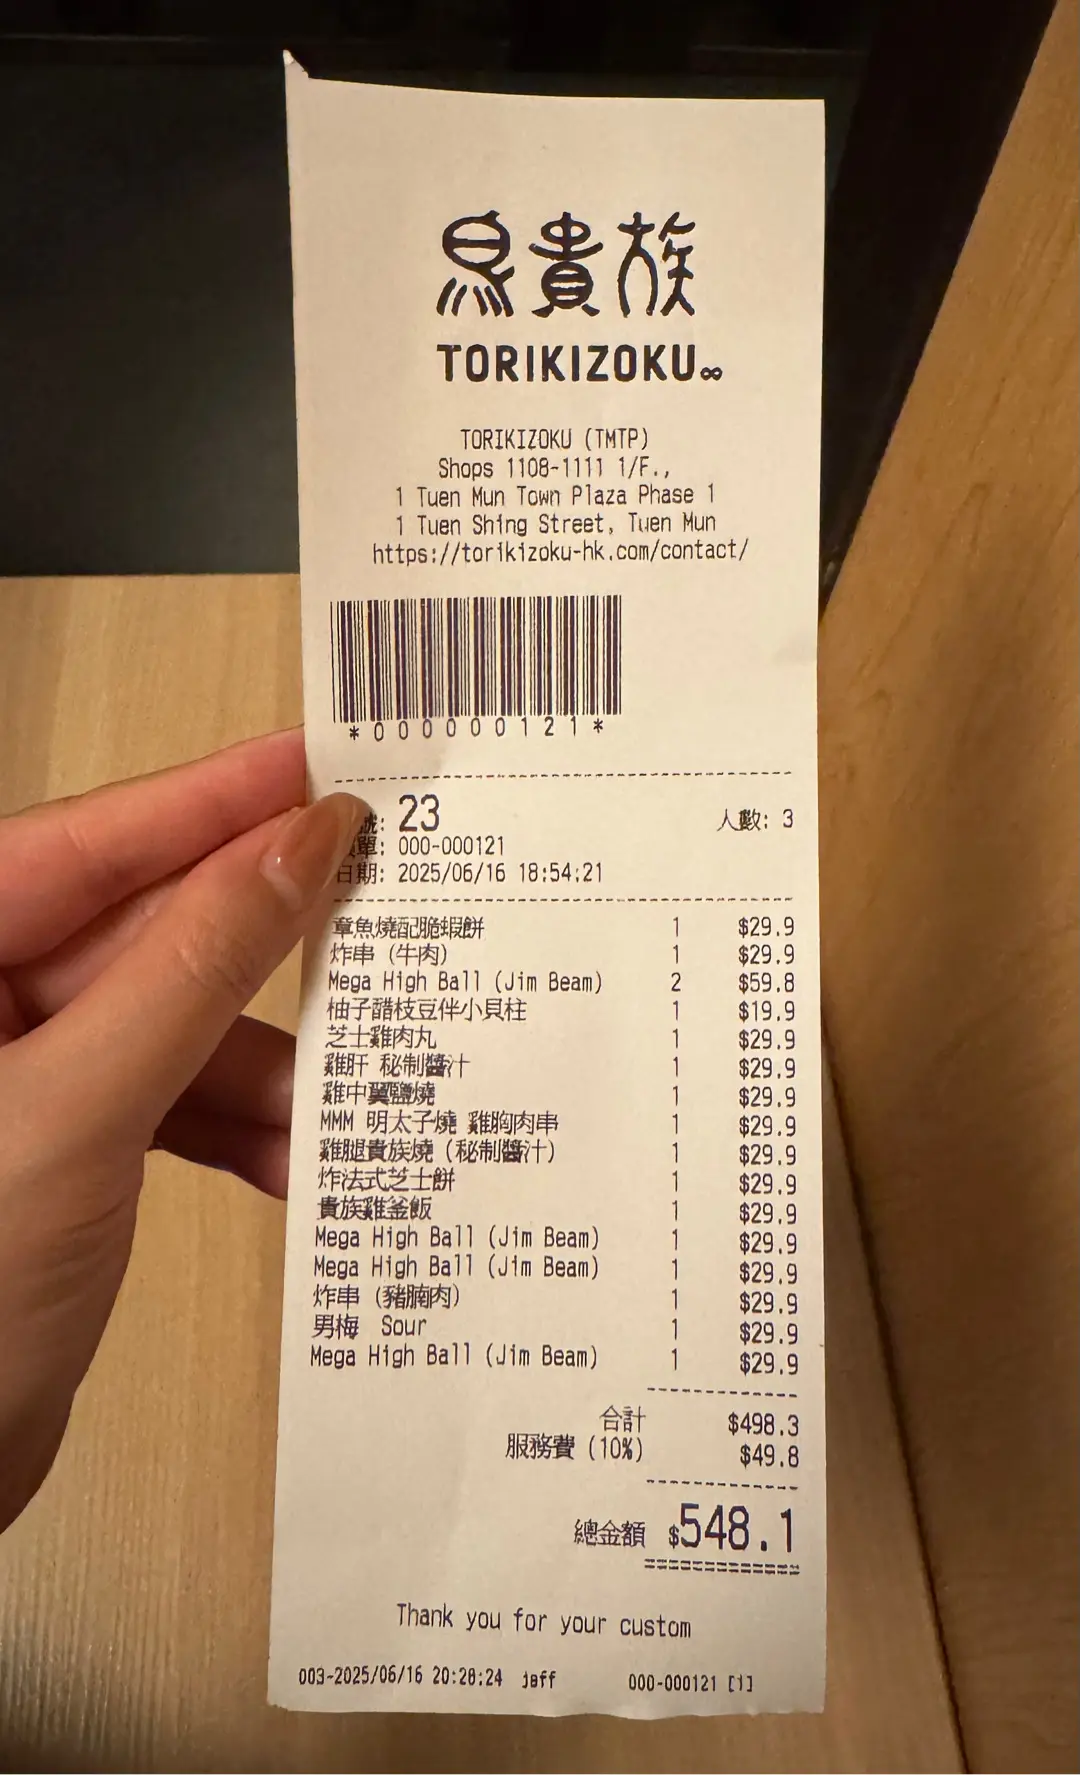 鳥貴族
TORIKIZOKU∞
TORIKIZOKU (TMTP)
Shops 1108-1111 1/F.,
1 Tuen Mun Town Plaza Phase 1
1 Tuen Shing Street, Tuen Mun
https://torikizoku-hk.com/contact/
*000000121*
號: 23 人數: 3
單: 000-000121
日期: 2025/06/16 18:54:21
章魚燒配脆蝦餅 1 $29.9
炸串 (牛肉) 1 $29.9
Mega High Ball (Jim Beam) 2 $59.8
柚子醋枝豆伴小貝柱 1 $19.9
芝士雞肉丸 1 $29.9
雞肝 秘制醬汁 1 $29.9
雞中翼鹽燒 1 $29.9
MMM 明太子燒 雞胸肉串 1 $29.9
雞腿貴族燒 (秘制醬汁) 1 $29.9
炸法式芝士餅 1 $29.9
貴族雞釜飯 1 $29.9
Mega High Ball (Jim Beam) 1 $29.9
Mega High Ball (Jim Beam) 1 $29.9
炸串 (豬腩肉) 1 $29.9
男梅 Sour 1 $29.9
Mega High Ball (Jim Beam) 1 $29.9
合計 $498.3
服務費 (10%) $49.8
總金額 $548.1
Thank you for your custom
003-2025/06/16 20:28:24 jeff 000-000121 [1]